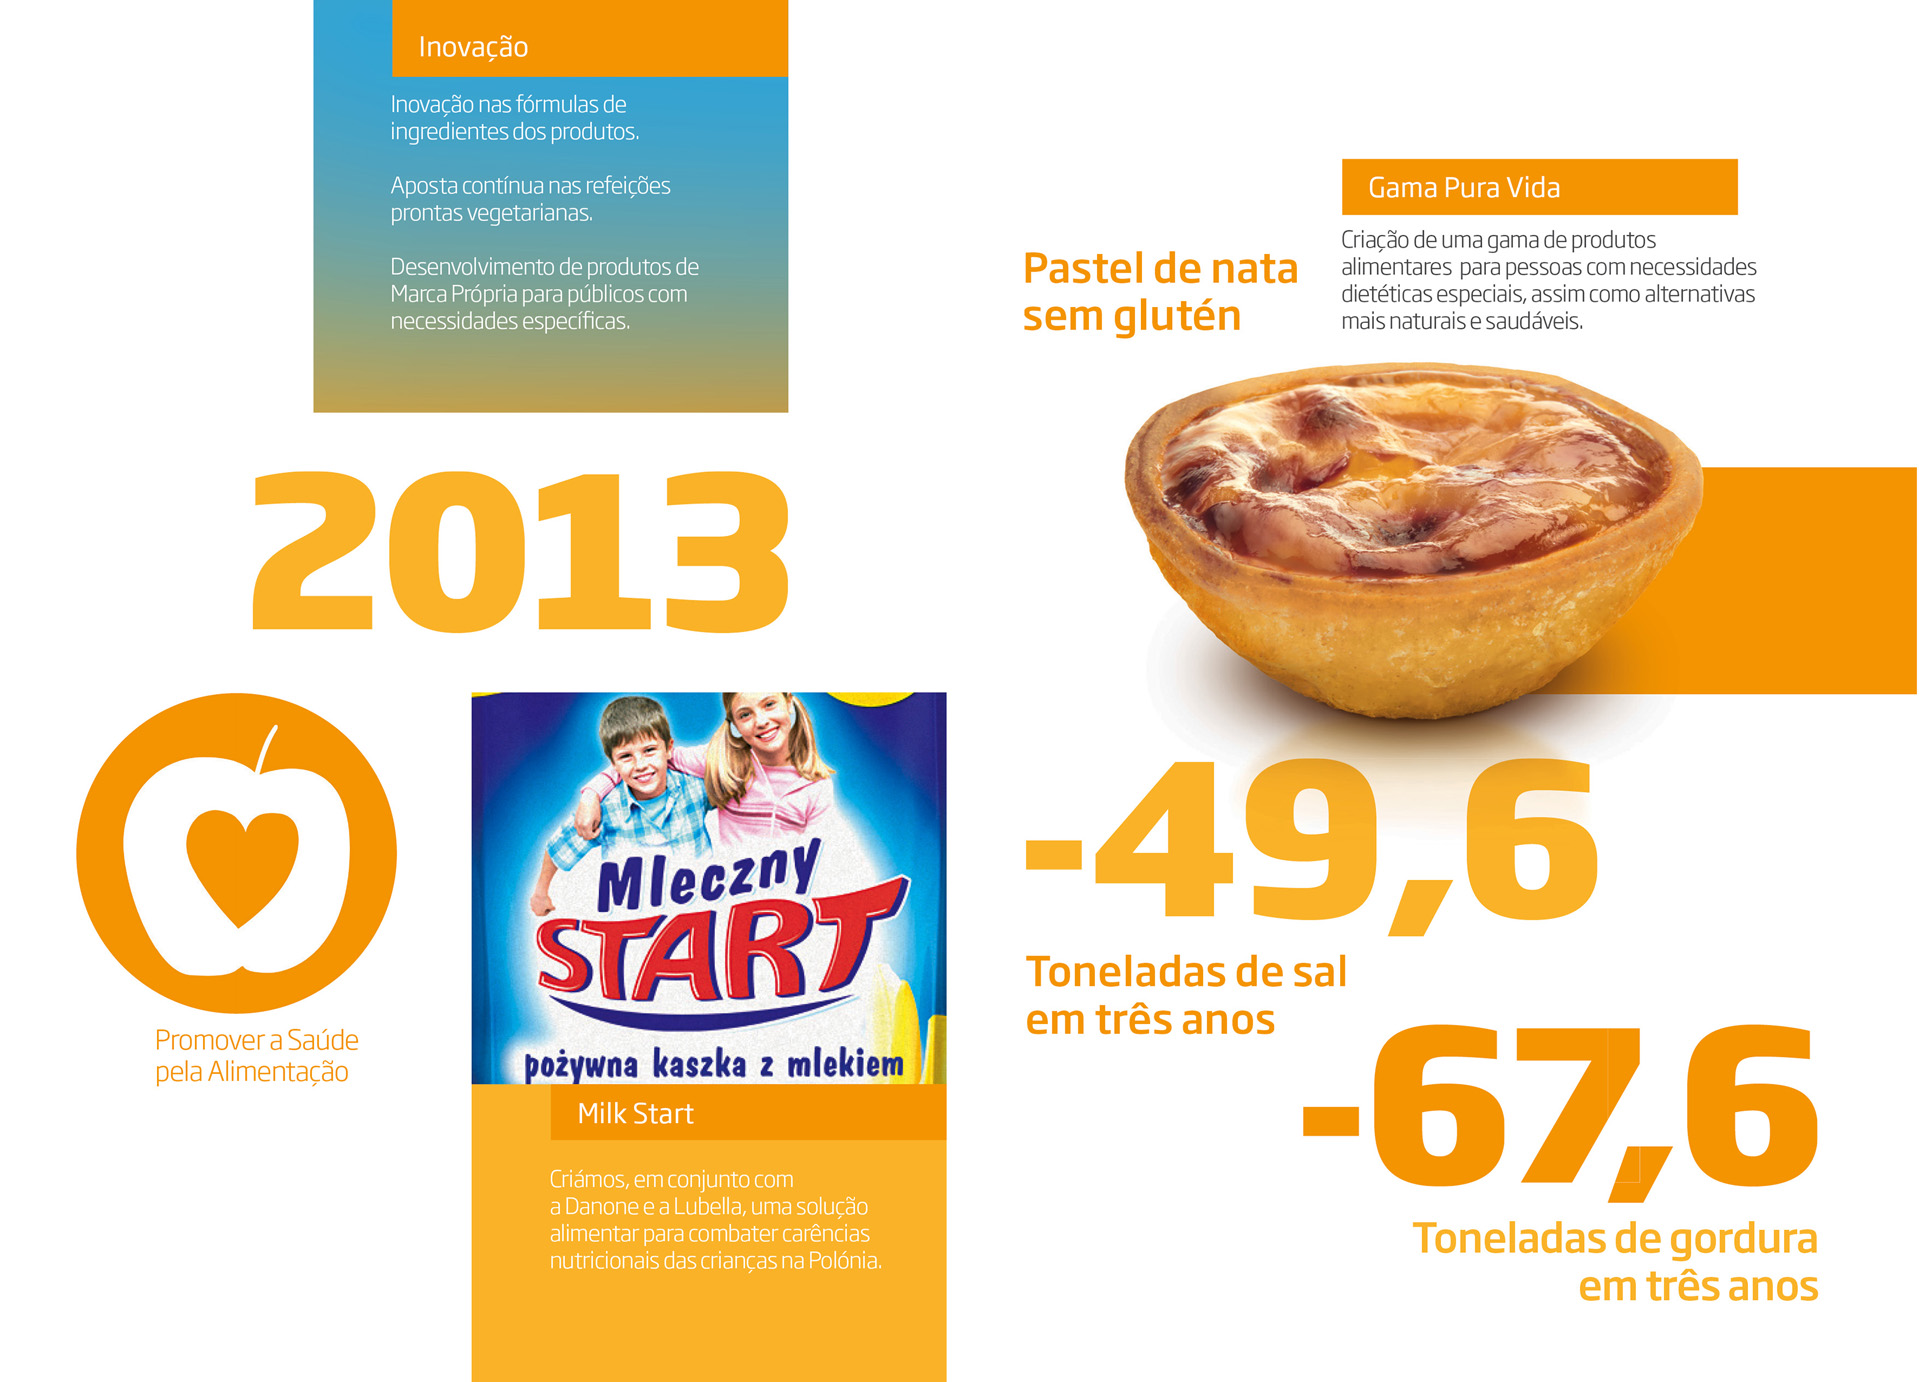 Inovação
Inovação nas fórmulas de
ingredientes dos produtos.
Aposta contínua nas refeições
prontas vegetarianas.
Desenvolvimento de produtos de
Marca Própria para públicos com
necessidades específicas.
2013
Promover a Saúde
pela Alimentação
Mleczny
START
pożywna kaszka z mlekiem
Milk Start
Criámos, em conjunto com
a Danone e a Lubella, uma solução
alimentar para combater carências
nutricionais das crianças na Polónia.
Pastel de nata
sem glutén
Gama Pura Vida
Criação de uma gama de produtos
alimentares para pessoas com necessidades
dietéticas especiais, assim como alternativas
mais naturais e saudáveis.
-49,6
Toneladas de sal
em três anos
-67,6
Toneladas de gordura
em três anos